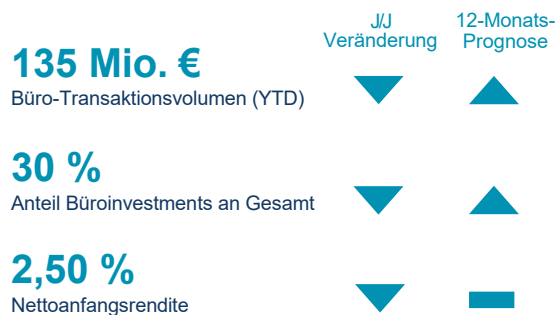 J/J
Veränderung
12-Monats-
Prognose
135 Mio. €
Büro-Transaktionsvolumen (YTD)
30 %
Anteil Büroinvestments an Gesamt
2,50 %
Nettoanfangsrendite